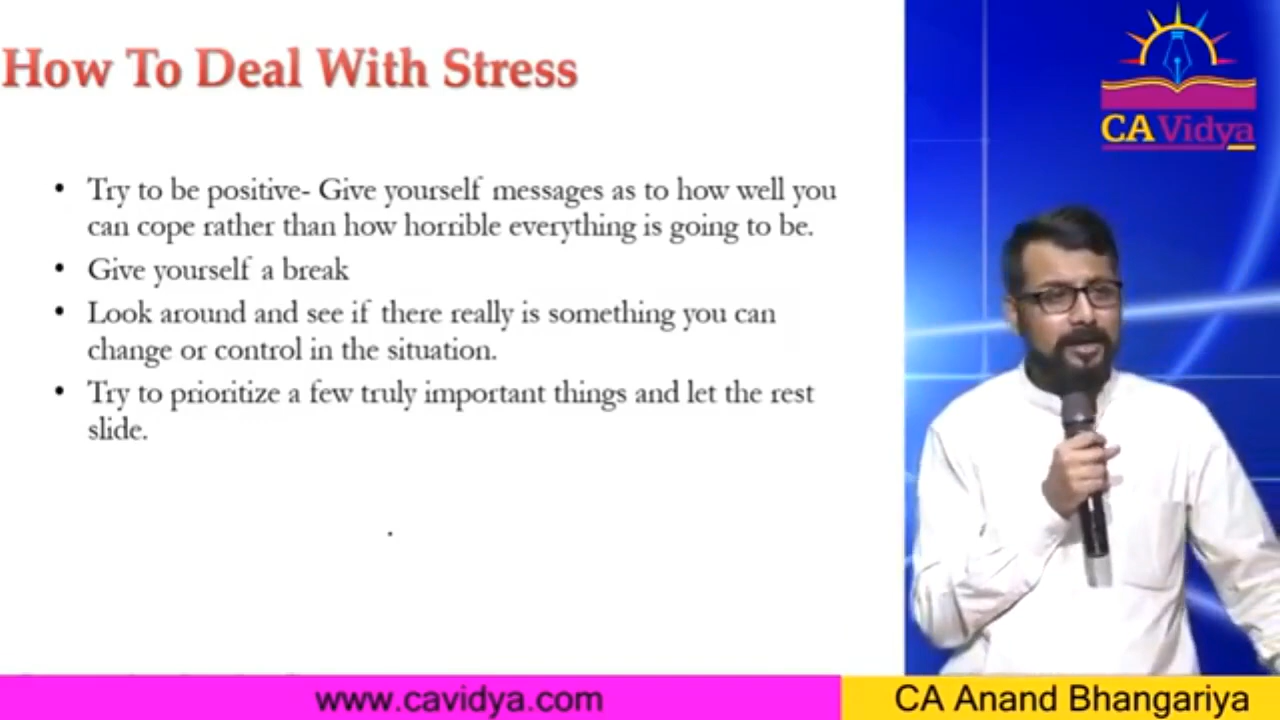 How To Deal With Stress
• Try to be positive- Give yourself messages as to how well you
can cope rather than how horrible everything is going to be.
• Give yourself a break
• Look around and see if there really is something you can
change or control in the situation.
• Try to prioritize a few truly important things and let the rest
slide.
.
CA Vidya
www.cavidya.com
CA Anand Bhangariya